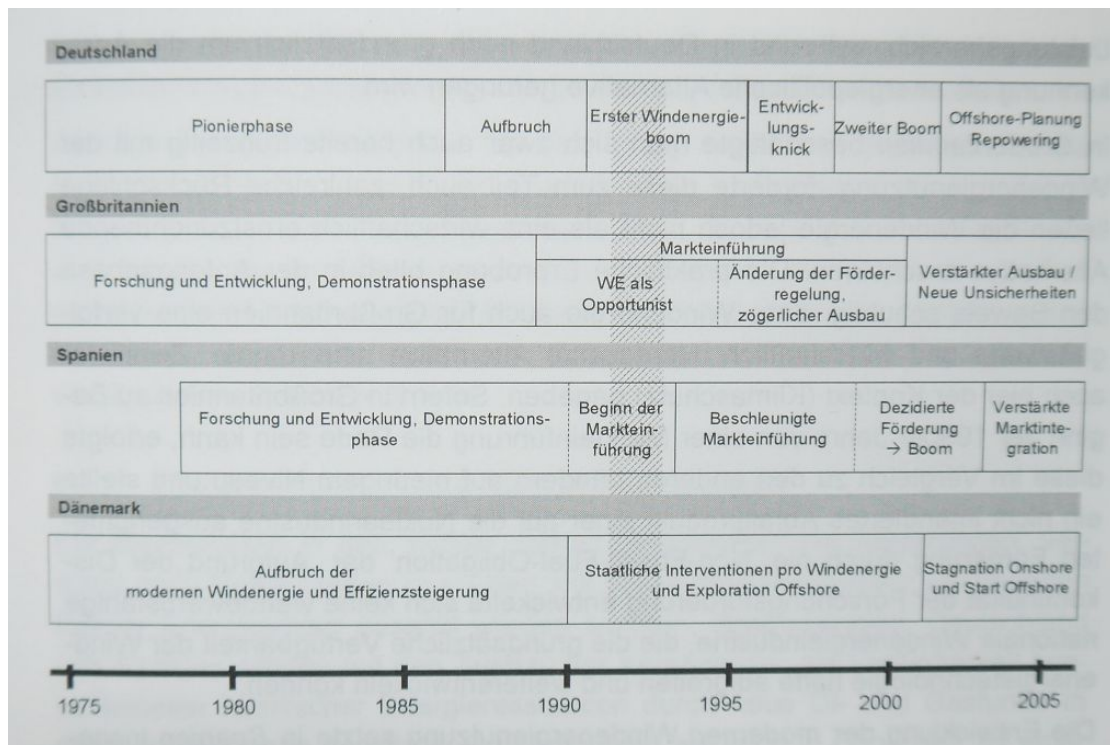 Deutschland
Pionierphase
Aufbruch
Erster Windenergie-
boom
Entwick-
lungs-
knick
Zweiter Boom
Offshore-Planung
Repowering
Großbritannien
Forschung und Entwicklung, Demonstrationsphase
Markteinführung
WE als
Opportunist
Änderung der Förder-
regelung,
zögerlicher Ausbau
Verstärkter Ausbau /
Neue Unsicherheiten
Spanien
Forschung und Entwicklung, Demonstrations-
phase
Beginn der
Marktein-
führung
Beschleunigte
Markteinführung
Dezidierte
Förderung
→ Boom
Verstärkte
Marktinte-
gration
Dänemark
Aufbruch der
modernen Windenergie und Effizienzsteigerung
Staatliche Interventionen pro Windenergie
und Exploration Offshore
Stagnation Onshore
und Start Offshore
1975 1980 1985 1990 1995 2000 2005